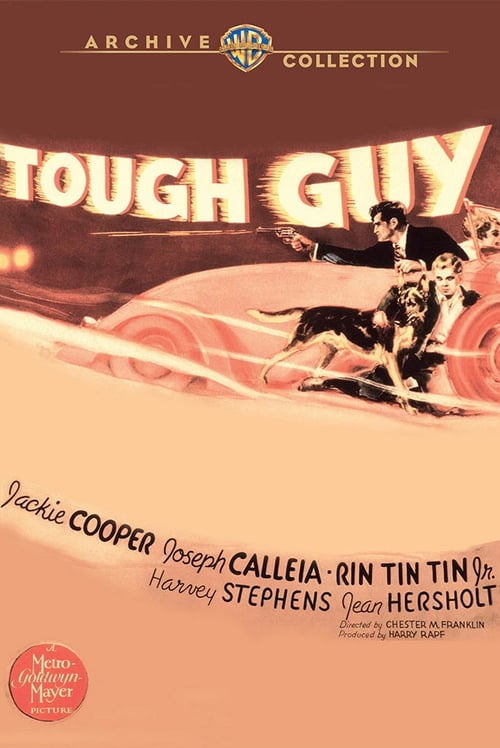 ARCHIVE WB COLLECTION
TOUGH GUY
Jackie COOPER Joseph CALLEIA · RIN TIN TIN Jr.
Harvey STEPHENS Jean HERSHOLT
Directed by CHESTER M. FRANKLIN
Produced by HARRY RAPF
A
Metro-
Goldwyn-
Mayer
PICTURE